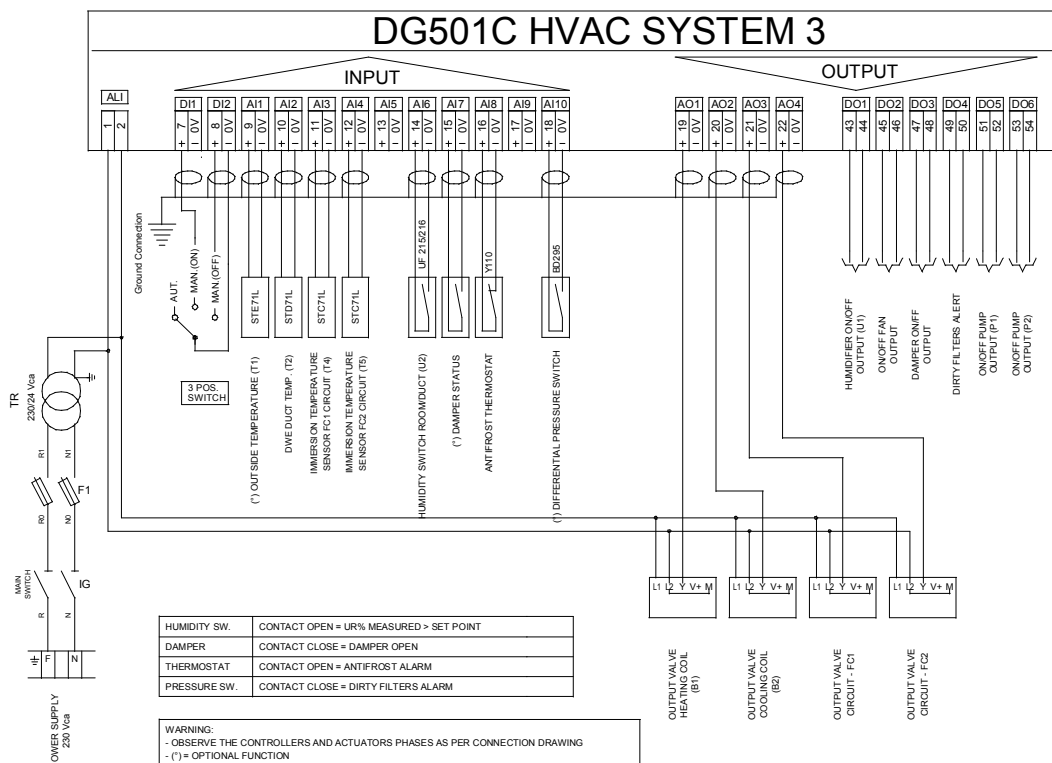 DG501C HVAC SYSTEM 3
INPUT
OUTPUT
ALI
DI1 DI2 AI1 AI2 AI3 AI4 AI5 AI6 AI7 AI8 AI9 AI10
AO1 AO2 AO3 AO4
DO1 DO2 DO3 DO4 DO5 DO6
1 2
7 0V 8 0V 9 0V 10 0V 11 0V 12 0V 13 0V 14 0V 15 0V 16 0V 17 0V 18 0V
19 0V 20 0V 21 0V 22 0V
43 44 45 46 47 48 49 50 51 52 53 54
+ - + - + - + - + - + - + - + - + - + - + - + -
+ - + - + - + -
Ground Connection
AUT.
MAN.(ON)
MAN.(OFF)
3 POS.
SWITCH
STE71L
STD71L
STC71L
STC71L
UF 215/216
Y110
BD295
(*) OUTSIDE TEMPERATURE (T1)
DWE DUCT TEMP. (T2)
IMMERSION TEMPERATURE
SENSOR FC1 CIRCUIT (T4)
IMMERSION TEMPERATURE
SENSOR FC2 CIRCUIT (T5)
HUMIDITY SWITCH ROOM/DUCT (U2)
(*) DAMPER STATUS
ANTIFROST THERMOSTAT
(*) DIFFERENTIAL PRESSURE SWITCH
HUMIDIFIER ON/OFF
OUTPUT (U1)
ON/OFF FAN
OUTPUT
DAMPER ON/FF
OUTPUT
DIRTY FILTERS ALERT
ON/OFF PUMP
OUTPUT (P1)
ON/OFF PUMP
OUTPUT (P2)
TR
230/24 Vca
R1
N1
F1
R0
N0
MAIN
SWITCH
IG
R
N
F N
OWER SUPPLY
230 Vca
L1 L2 Y V+ M
L1 L2 Y V+ M
L1 L2 Y V+ M
L1 L2 Y V+ M
OUTPUT VALVE
HEATING COIL
(B1)
OUTPUT VALVE
COOLING COIL
(B2)
OUTPUT VALVE
CIRCUIT - FC1
OUTPUT VALVE
CIRCUIT - FC2
HUMIDITY SW. CONTACT OPEN = UR% MEASURED > SET POINT
DAMPER CONTACT CLOSE = DAMPER OPEN
THERMOSTAT CONTACT OPEN = ANTIFROST ALARM
PRESSURE SW. CONTACT CLOSE = DIRTY FILTERS ALARM
WARNING:
- OBSERVE THE CONTROLLERS AND ACTUATORS PHASES AS PER CONNECTION DRAWING
- (*) = OPTIONAL FUNCTION